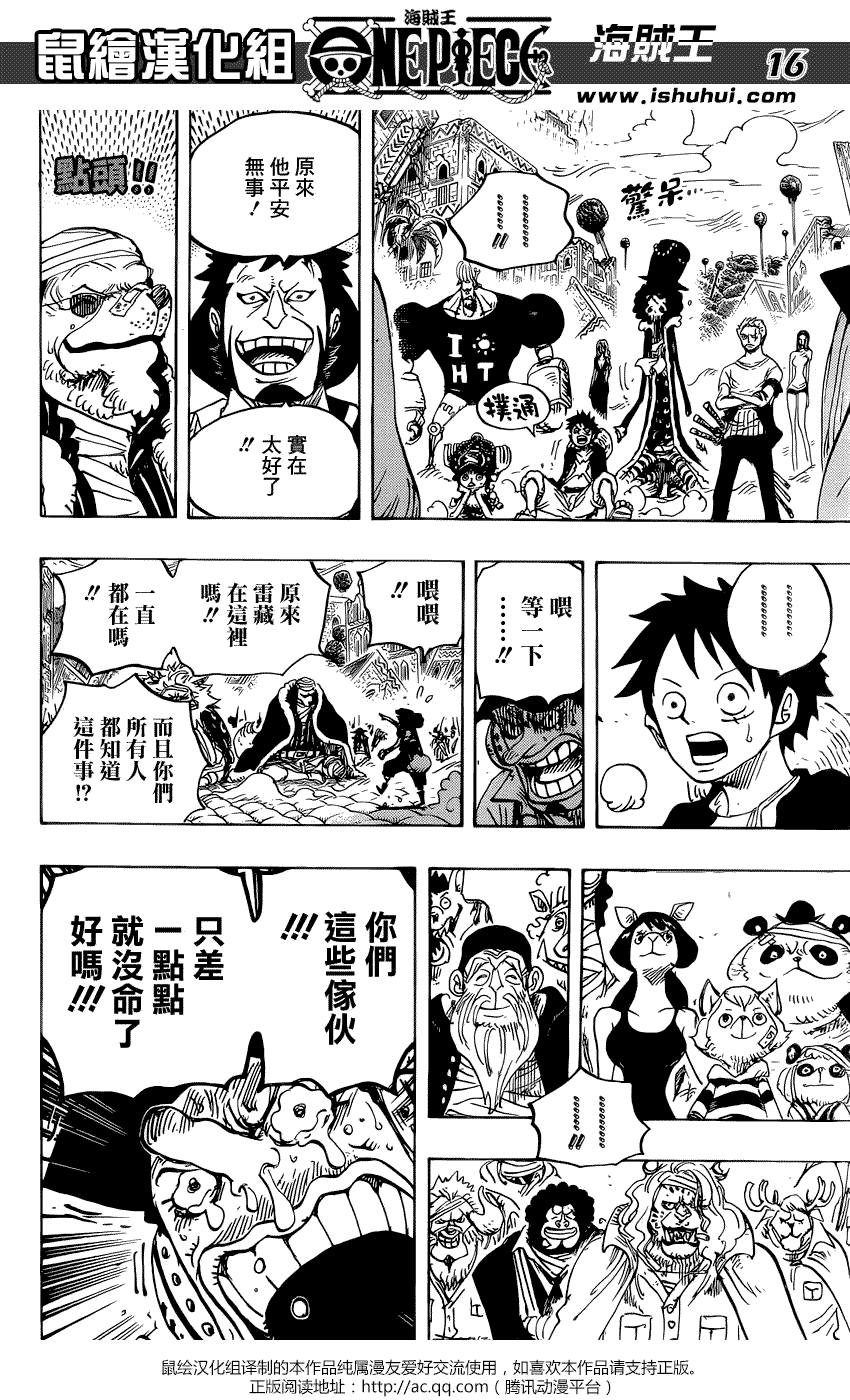 鼠繪漢化組
海賊王
ONE PIECE
海賊王
www.ishuhui.com
16
…………!!
驚呆…
I
H
T
撲通
原來
他平安
無事!
實在
太好了
點頭!!
………………
喂
等一下
……!!
喂喂
!!
原來
雷藏
在這裡
嗎!!
一直
都在嗎
!!
而且你們
所有人
都知道
這件事!?
…………!!
你們
這些傢伙
!!!
只差
一點點
就沒命了
好嗎!!!
鼠绘汉化组译制的本作品纯属漫友爱好交流使用,如喜欢本作品请支持正版。
正版阅读地址:http://ac.qq.com(腾讯动漫平台)